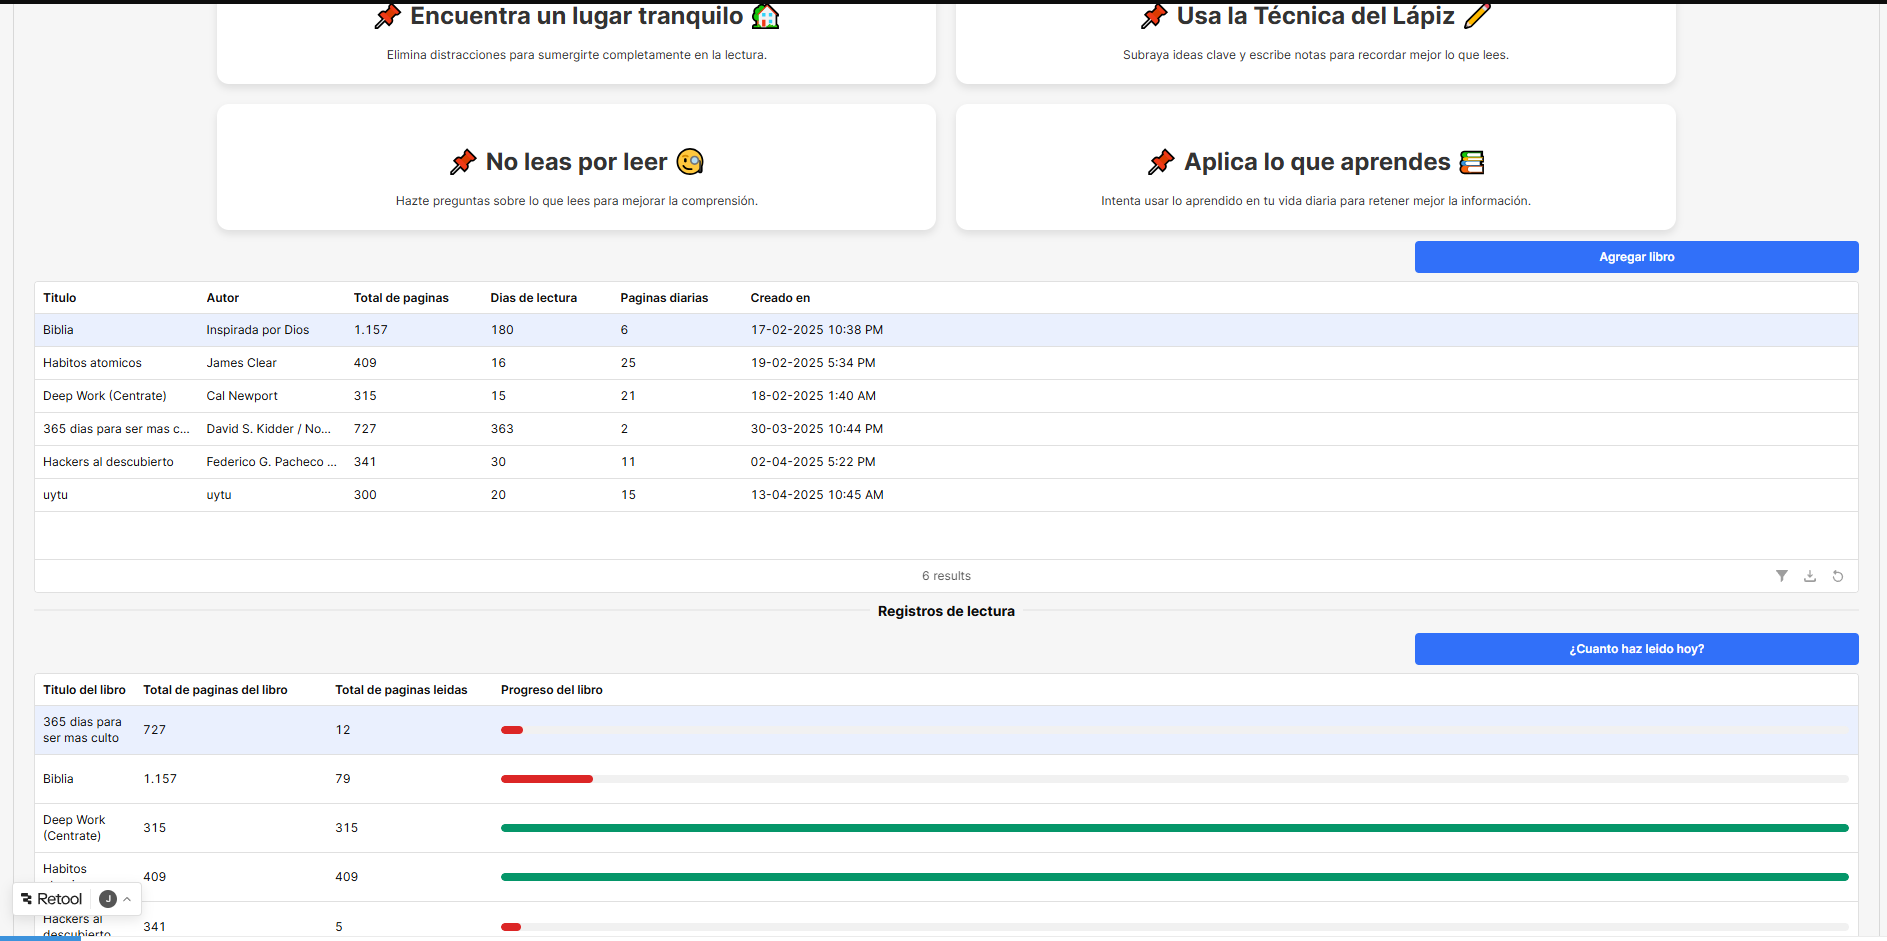 📌 Encuentra un lugar tranquilo 🏡
Elimina distracciones para sumergirte completamente en la lectura.
📌 Usa la Técnica del Lápiz ✏️
Subraya ideas clave y escribe notas para recordar mejor lo que lees.
📌 No leas por leer 🧐
Hazte preguntas sobre lo que lees para mejorar la comprensión.
📌 Aplica lo que aprendes 📚
Intenta usar lo aprendido en tu vida diaria para retener mejor la información.
Agregar libro
Titulo Autor Total de paginas Dias de lectura Paginas diarias Creado en
Biblia Inspirada por Dios 1.157 180 6 17-02-2025 10:38 PM
Habitos atomicos James Clear 409 16 25 19-02-2025 5:34 PM
Deep Work (Centrate) Cal Newport 315 15 21 18-02-2025 1:40 AM
365 dias para ser mas c... David S. Kidder / No... 727 363 2 30-03-2025 10:44 PM
Hackers al descubierto Federico G. Pacheco ... 341 30 11 02-04-2025 5:22 PM
uytu uytu 300 20 15 13-04-2025 10:45 AM
6 results
Registros de lectura
¿Cuanto haz leido hoy?
Titulo del libro Total de paginas del libro Total de paginas leidas Progreso del libro
365 dias para
ser mas culto 727 12
Biblia 1.157 79
Deep Work
(Centrate) 315 315
Habitos
409 409
Retool J
Hackers al
descubierto 341 5